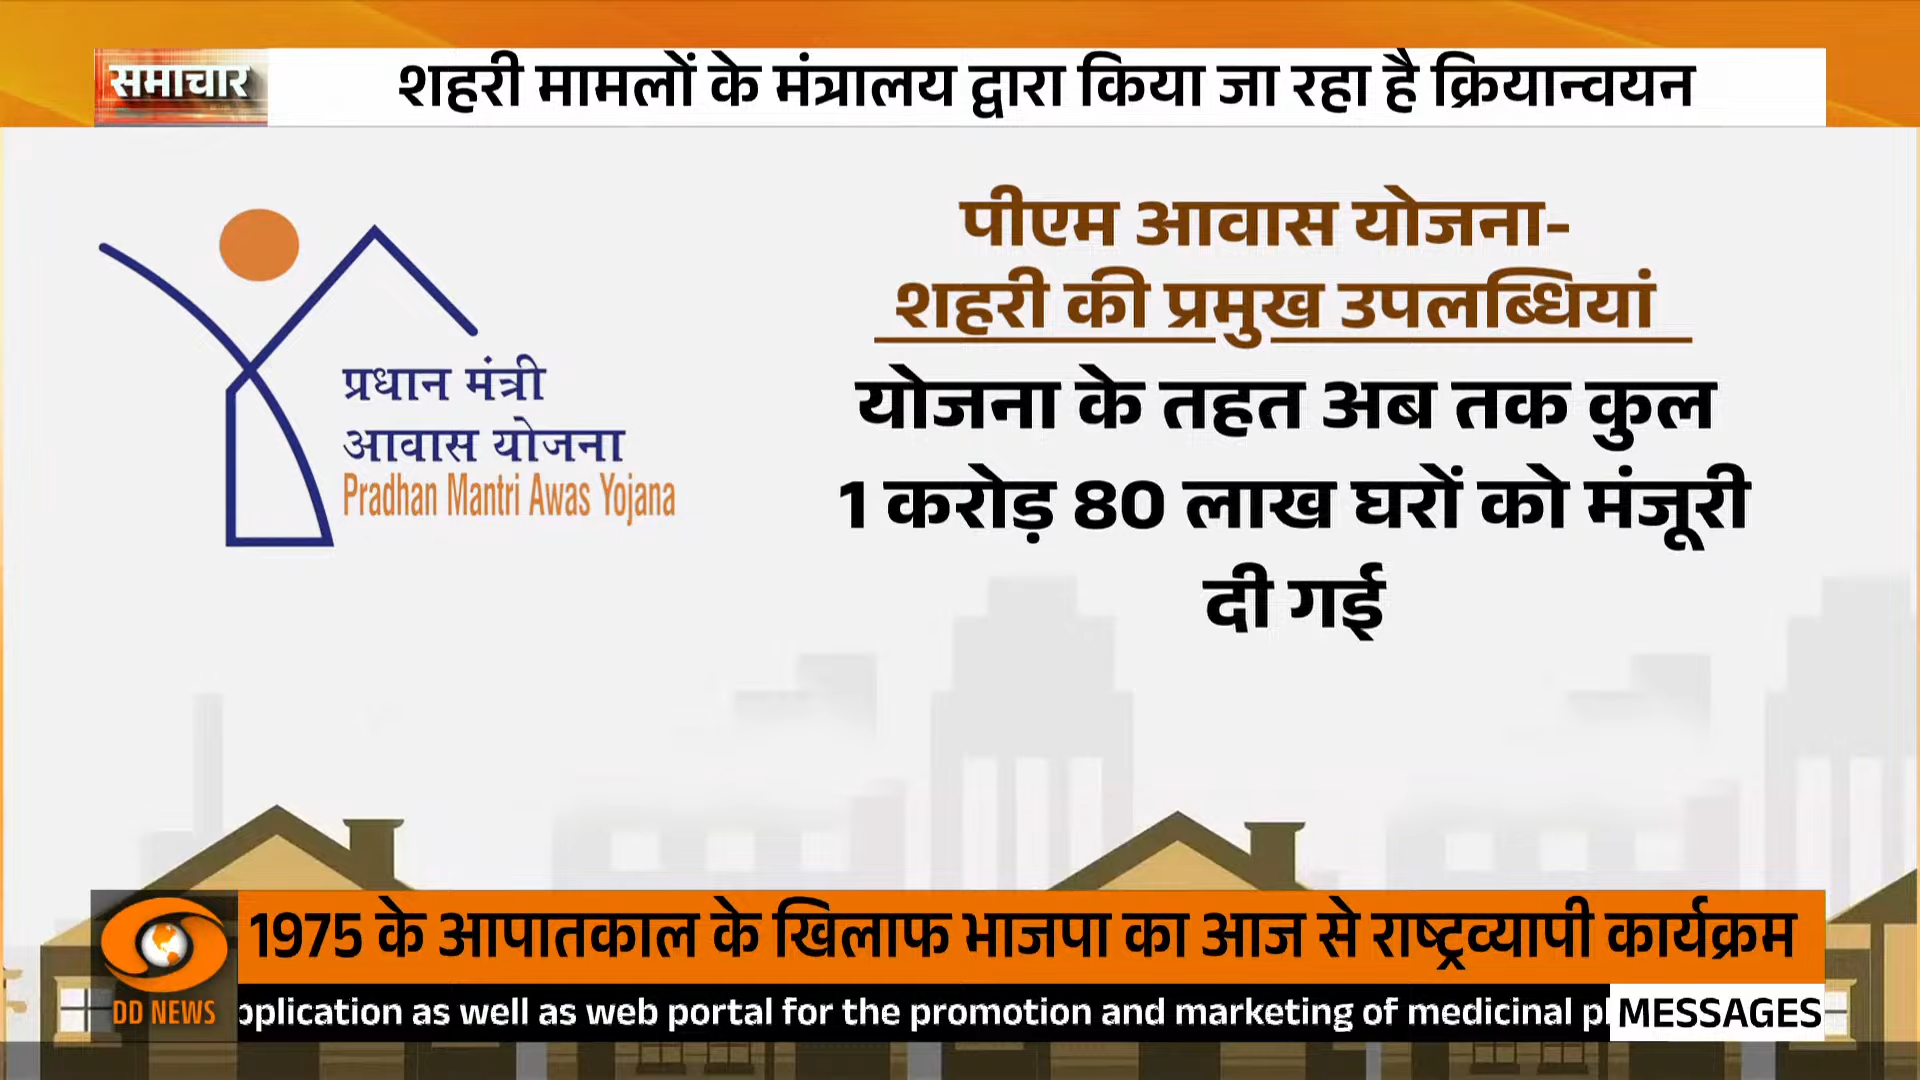 समाचार
शहरी मामलों के मंत्रालय द्वारा किया जा रहा है क्रियान्वयन
प्रधान मंत्री
आवास योजना
Pradhan Mantri Awas Yojana
पीएम आवास योजना-
शहरी की प्रमुख उपलब्धियां
योजना के तहत अब तक कुल
1 करोड़ 80 लाख घरों को मंजूरी
दी गई
1975 के आपातकाल के खिलाफ भाजपा का आज से राष्ट्रव्यापी कार्यक्रम
DD NEWS
as well as web portal for the promotion and marketing of medicinal
MESSAGES